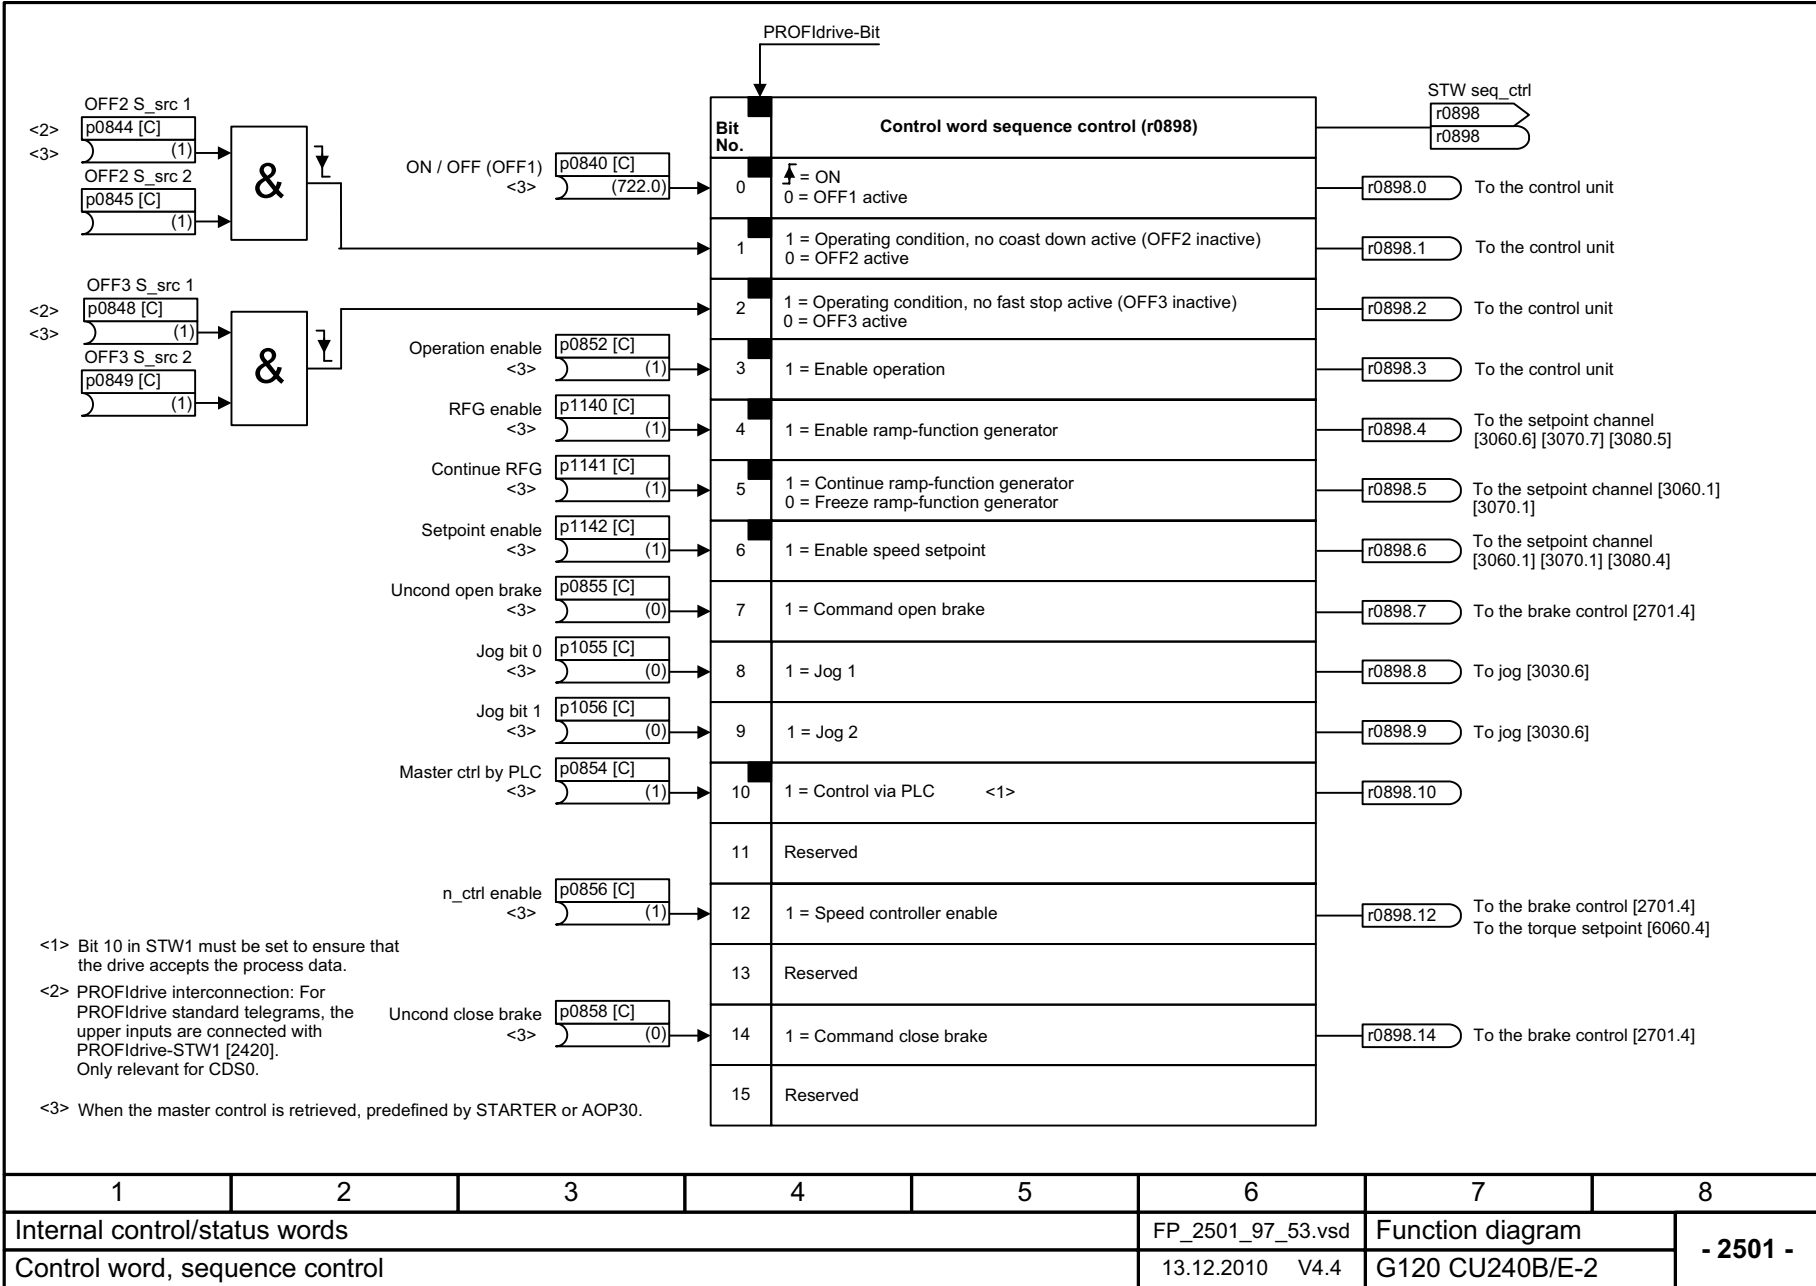 PROFIdrive-Bit
OFF2 S_src 1
<2>
p0844 [C]
<3>
(1)
OFF2 S_src 2
p0845 [C]
(1)
&
OFF3 S_src 1
<2>
p0848 [C]
<3>
(1)
OFF3 S_src 2
p0849 [C]
(1)
&
Bit
No.
Control word sequence control (r0898)
STW seq_ctrl
r0898
r0898
ON / OFF (OFF1)
<3>
p0840 [C]
(722.0)
0
= ON
0 = OFF1 active
r0898.0
To the control unit
1
1 = Operating condition, no coast down active (OFF2 inactive)
0 = OFF2 active
r0898.1
To the control unit
2
1 = Operating condition, no fast stop active (OFF3 inactive)
0 = OFF3 active
r0898.2
To the control unit
Operation enable
<3>
p0852 [C]
(1)
3
1 = Enable operation
r0898.3
To the control unit
RFG enable
<3>
p1140 [C]
(1)
4
1 = Enable ramp-function generator
r0898.4
To the setpoint channel
[3060.6] [3070.7] [3080.5]
Continue RFG
<3>
p1141 [C]
(1)
5
1 = Continue ramp-function generator
0 = Freeze ramp-function generator
r0898.5
To the setpoint channel [3060.1]
[3070.1]
Setpoint enable
<3>
p1142 [C]
(1)
6
1 = Enable speed setpoint
r0898.6
To the setpoint channel
[3060.1] [3070.1] [3080.4]
Uncond open brake
<3>
p0855 [C]
(0)
7
1 = Command open brake
r0898.7
To the brake control [2701.4]
Jog bit 0
<3>
p1055 [C]
(0)
8
1 = Jog 1
r0898.8
To jog [3030.6]
Jog bit 1
<3>
p1056 [C]
(0)
9
1 = Jog 2
r0898.9
To jog [3030.6]
Master ctrl by PLC
<3>
p0854 [C]
(1)
10
1 = Control via PLC <1>
r0898.10
11
Reserved
n_ctrl enable
<3>
p0856 [C]
(1)
12
1 = Speed controller enable
r0898.12
To the brake control [2701.4]
To the torque setpoint [6060.4]
13
Reserved
Uncond close brake
<3>
p0858 [C]
(0)
14
1 = Command close brake
r0898.14
To the brake control [2701.4]
15
Reserved
<1> Bit 10 in STW1 must be set to ensure that
the drive accepts the process data.
<2> PROFIdrive interconnection: For
PROFIdrive standard telegrams, the
upper inputs are connected with
PROFIdrive-STW1 [2420].
Only relevant for CDS0.
<3> When the master control is retrieved, predefined by STARTER or AOP30.
1 2 3 4 5 6 7 8
Internal control/status words
FP_2501_97_53.vsd
Function diagram
- 2501 -
Control word, sequence control
13.12.2010 V4.4
G120 CU240B/E-2